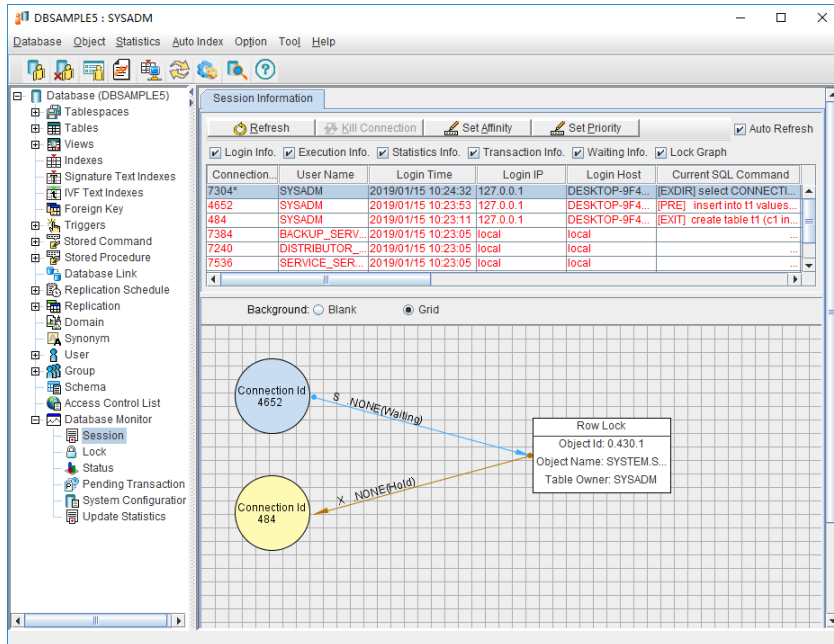 DBSAMPLE5 : SYSADM
Database Object Statistics Auto Index Option Tool Help
Database (DBSAMPLE5)
Tablespaces
Tables
Views
Indexes
Signature Text Indexes
IVF Text Indexes
Foreign Key
Triggers
Stored Command
Stored Procedure
Database Link
Replication Schedule
Replication
Domain
Synonym
User
Group
Schema
Access Control List
Database Monitor
Session
Lock
Status
Pending Transaction
System Configuration
Update Statistics
Session Information
Refresh Kill Connection Set Affinity Set Priority Auto Refresh
Login Info. Execution Info. Statistics Info. Transaction Info. Waiting Info. Lock Graph
Connection... User Name Login Time Login IP Login Host Current SQL Command
7304* SYSADM 2019/01/15 10:24:32 127.0.0.1 DESKTOP-9F4... [EXDIR] select CONNECTI...
4652 SYSADM 2019/01/15 10:23:53 127.0.0.1 DESKTOP-9F4... [PRE] insert into t1 values...
484 SYSADM 2019/01/15 10:23:11 127.0.0.1 DESKTOP-9F4... [EXIT] create table t1 (c1 in...
7384 BACKUP_SERV... 2019/01/15 10:23:05 local local ...
7240 DISTRIBUTOR_... 2019/01/15 10:23:05 local local ...
7536 SERVICE_SER... 2019/01/15 10:23:05 local local ...
Background: Blank Grid
Connection Id
4652
S .NONE(Waiting)
Row Lock
Object Id: 0.430.1
Object Name: SYSTEM.S...
Table Owner: SYSADM
X .NONE(Hold)
Connection Id
484